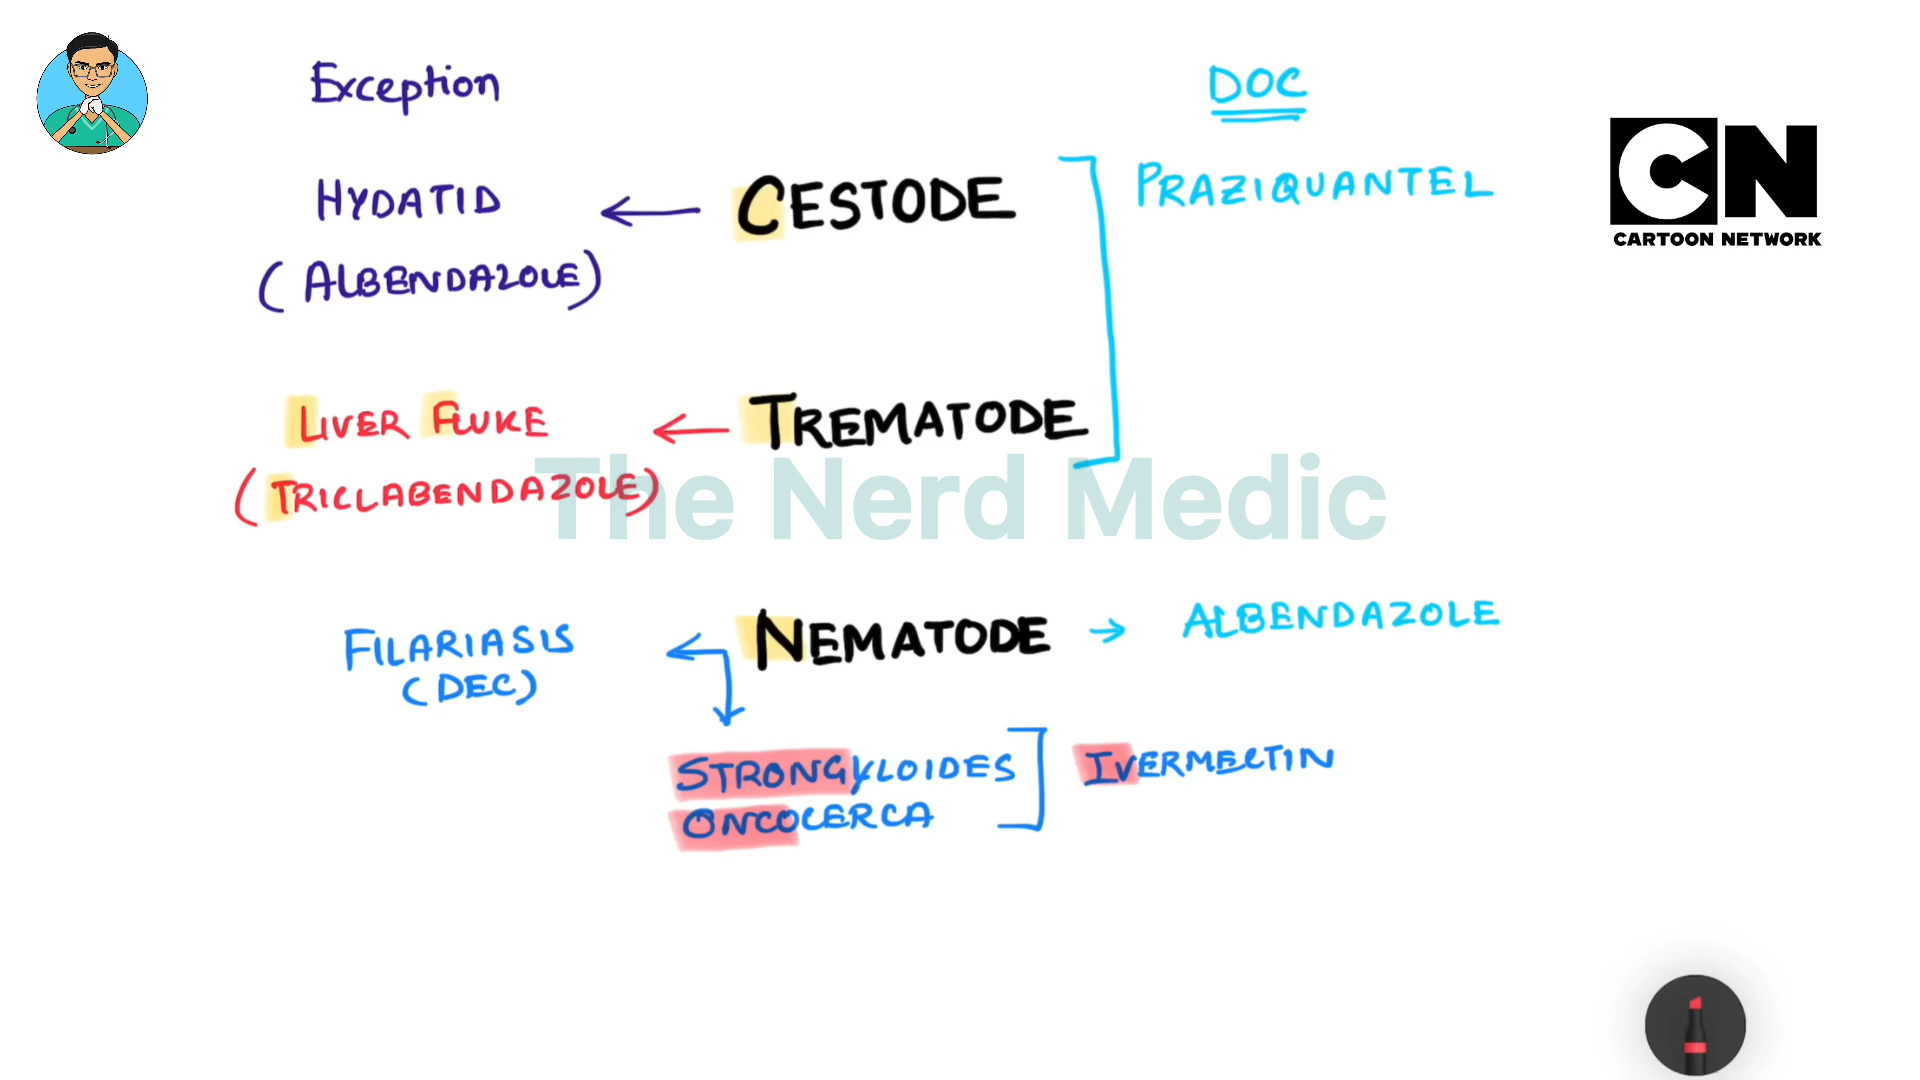 Exception
DOC
CN
CARTOON NETWORK
HYDATID ← CESTODE
PRAZIQUANTEL
(ALBENDAZOLE)
LIVER FLUKE ← TREMATODE
(TRICLABENDAZOLE)
The Nerd Medic
FILARIASIS ← NEMATODE → ALBENDAZOLE
(DEC)
STRONGYLOIDES
IVERMECTIN
ONCOCERCA